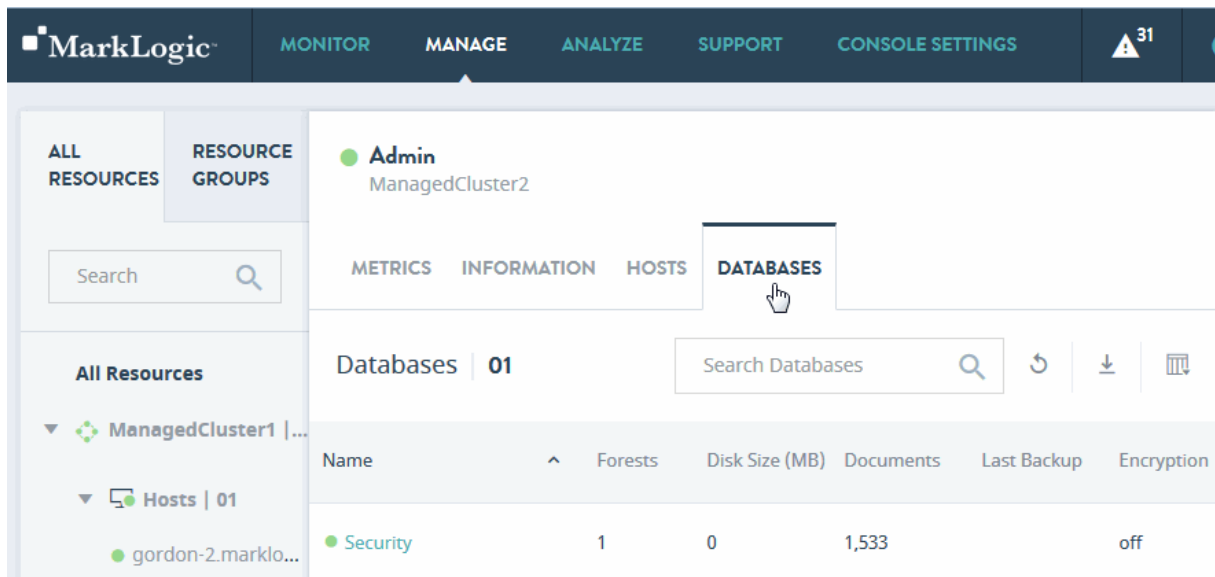 MarkLogic™ MONITOR MANAGE ANALYZE SUPPORT CONSOLE SETTINGS 31
ALL RESOURCES
RESOURCE GROUPS
Search
All Resources
ManagedCluster1 |...
Hosts | 01
gordon-2.marklo...
Admin
ManagedCluster2
METRICS INFORMATION HOSTS DATABASES
Databases | 01 Search Databases
Name Forests Disk Size (MB) Documents Last Backup Encryption
Security 1 0 1,533 off